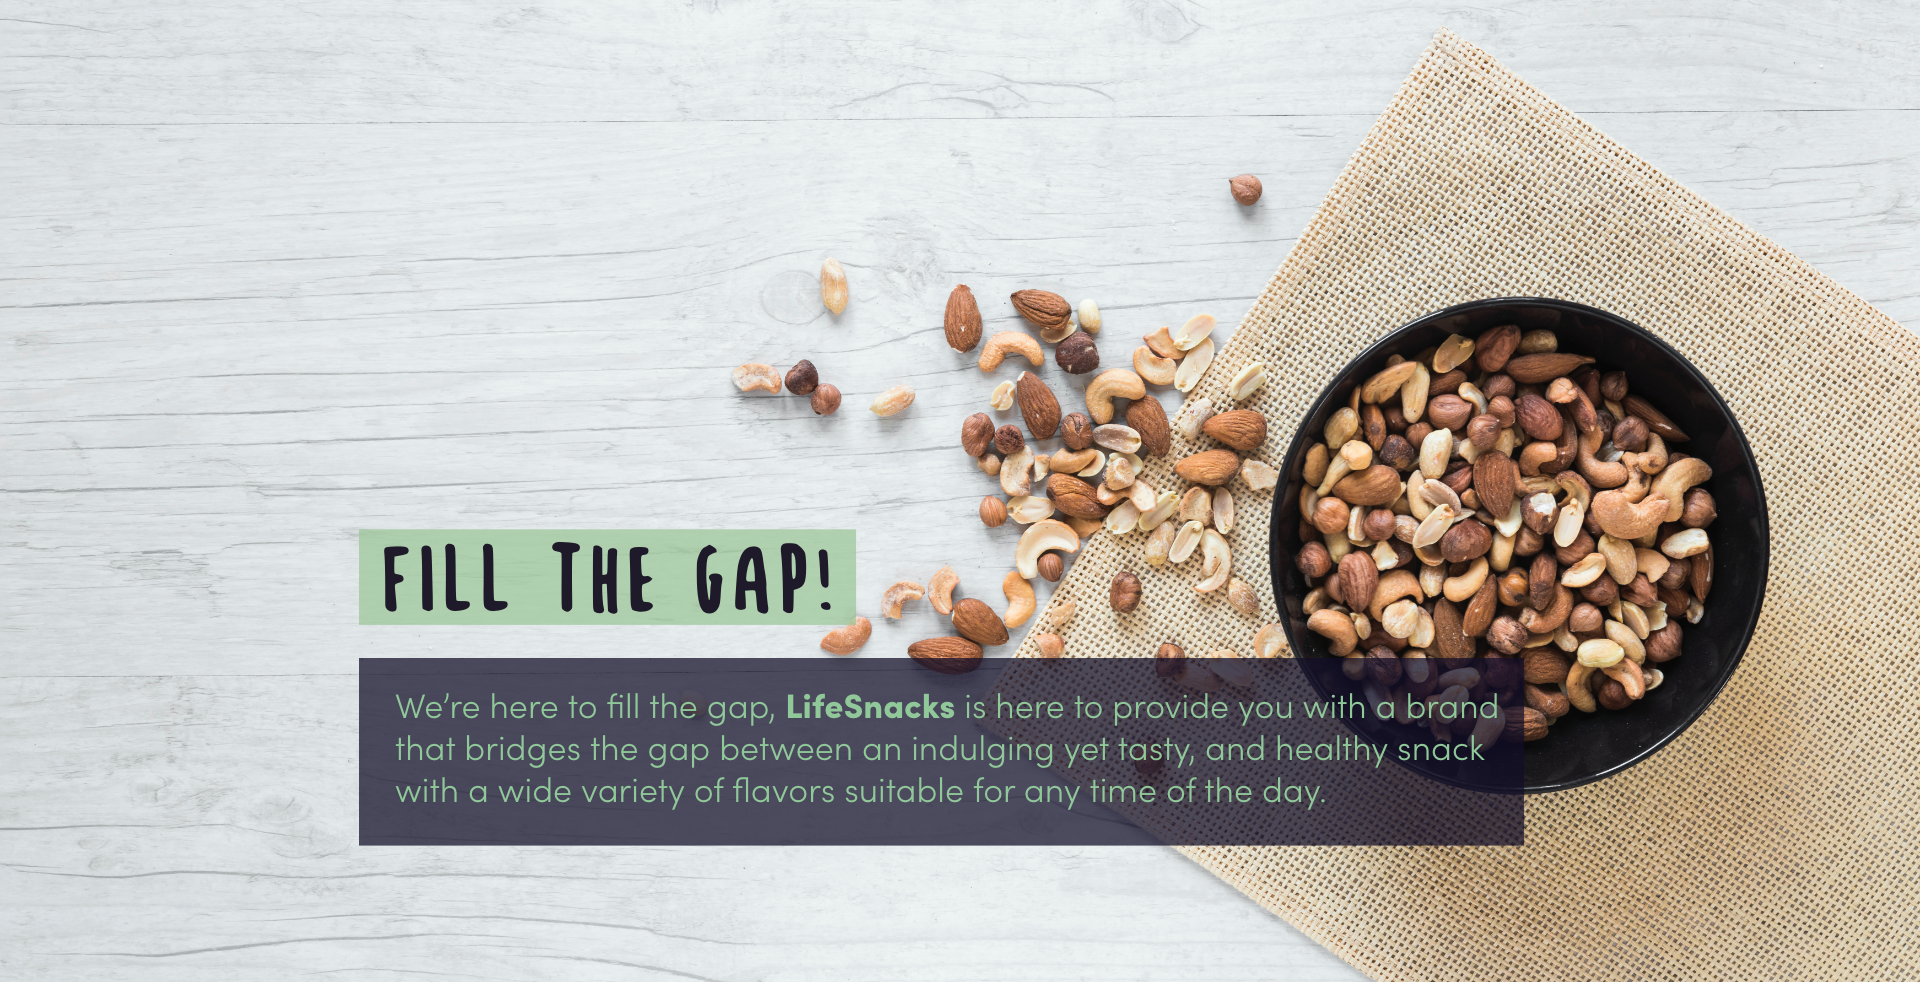 FILL THE GAP!
We’re here to fill the gap, LifeSnacks is here to provide you with a brand
that bridges the gap between an indulging yet tasty, and healthy snack
with a wide variety of flavors suitable for any time of the day.